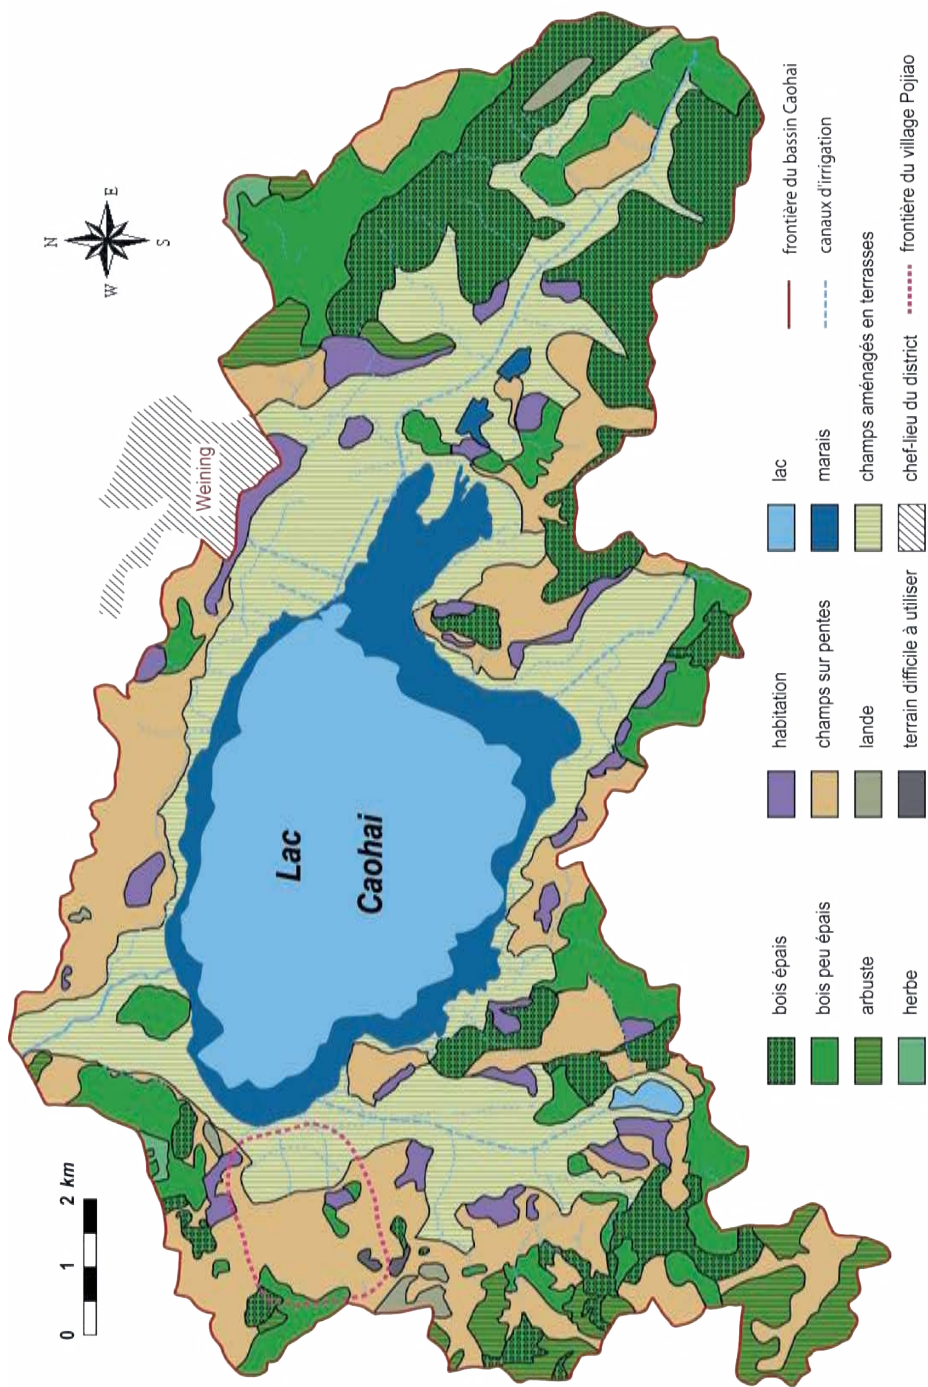 N
E
W
S
Weining
Lac
Caohai
0 1 2 km
bois épais
bois peu épais
arbuste
herbe
habitation
champs sur pentes
lande
terrain difficile à utiliser
lac
marais
champs aménagés en terrasses
chef-lieu du district
frontière du bassin Caohai
canaux d'irrigation
frontière du village Pojiao